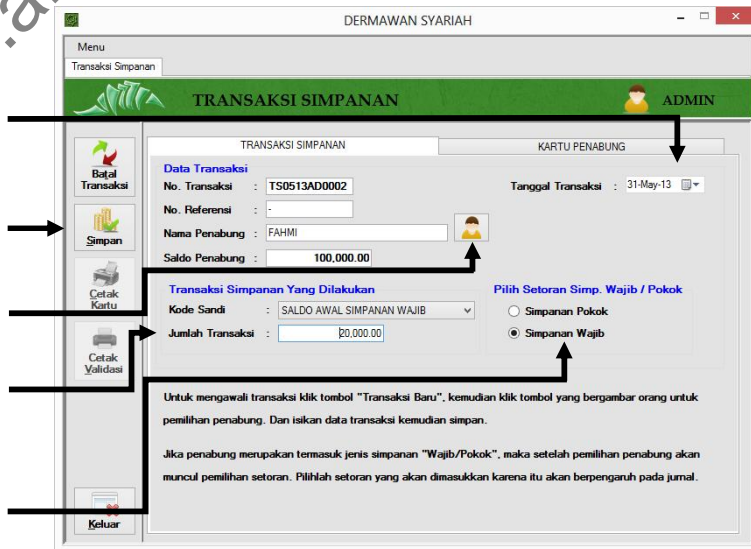 DERMAWAN SYARIAH
Menu
Transaksi Simpanan
TRANSAKSI SIMPANAN
ADMIN
Batal
Transaksi
Simpan
Cetak
Kartu
Cetak
Validasi
Keluar
TRANSAKSI SIMPANAN
KARTU PENABUNG
Data Transaksi
No. Transaksi : TS0513AD0002
Tanggal Transaksi : 31-May-13
No. Referensi : -
Nama Penabung : FAHMI
Saldo Penabung : 100,000.00
Transaksi Simpanan Yang Dilakukan
Kode Sandi : SALDO AWAL SIMPANAN WAJIB
Jumlah Transaksi : 20,000.00
Pilih Setoran Simp. Wajib / Pokok
Simpanan Pokok
Simpanan Wajib
Untuk mengawali transaksi klik tombol "Transaksi Baru", kemudian klik tombol yang bergambar orang untuk
pemilihan penabung. Dan isikan data transaksi kemudian simpan.
Jika penabung merupakan termasuk jenis simpanan "Wajib/Pokok", maka setelah pemilihan penabung akan
muncul pemilihan setoran. Pilihlah setoran yang akan dimasukkan karena itu akan berpengaruh pada jurnal.